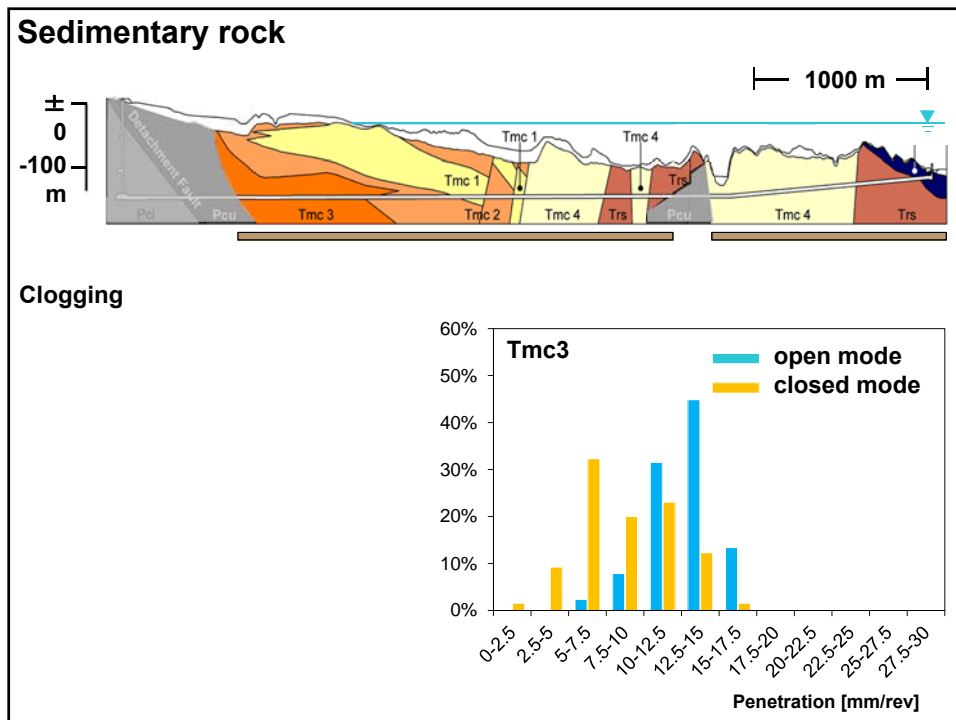 Sedimentary rock
1000 m
±
0
-100
m
Detachment Fault
Tmc 1
Tmc 4
Tmc 1
Trs
Pcl
Pcu
Tmc 3
Tmc 2
Tmc 4
Trs
Pcu
Tmc 4
Trs
Clogging
Tmc3
open mode
closed mode
60%
50%
40%
30%
20%
10%
0%
0-2.5
2.5-5
5-7.5
7.5-10
10-12.5
12.5-15
15-17.5
17.5-20
20-22.5
22.5-25
25-27.5
27.5-30
Penetration [mm/rev]